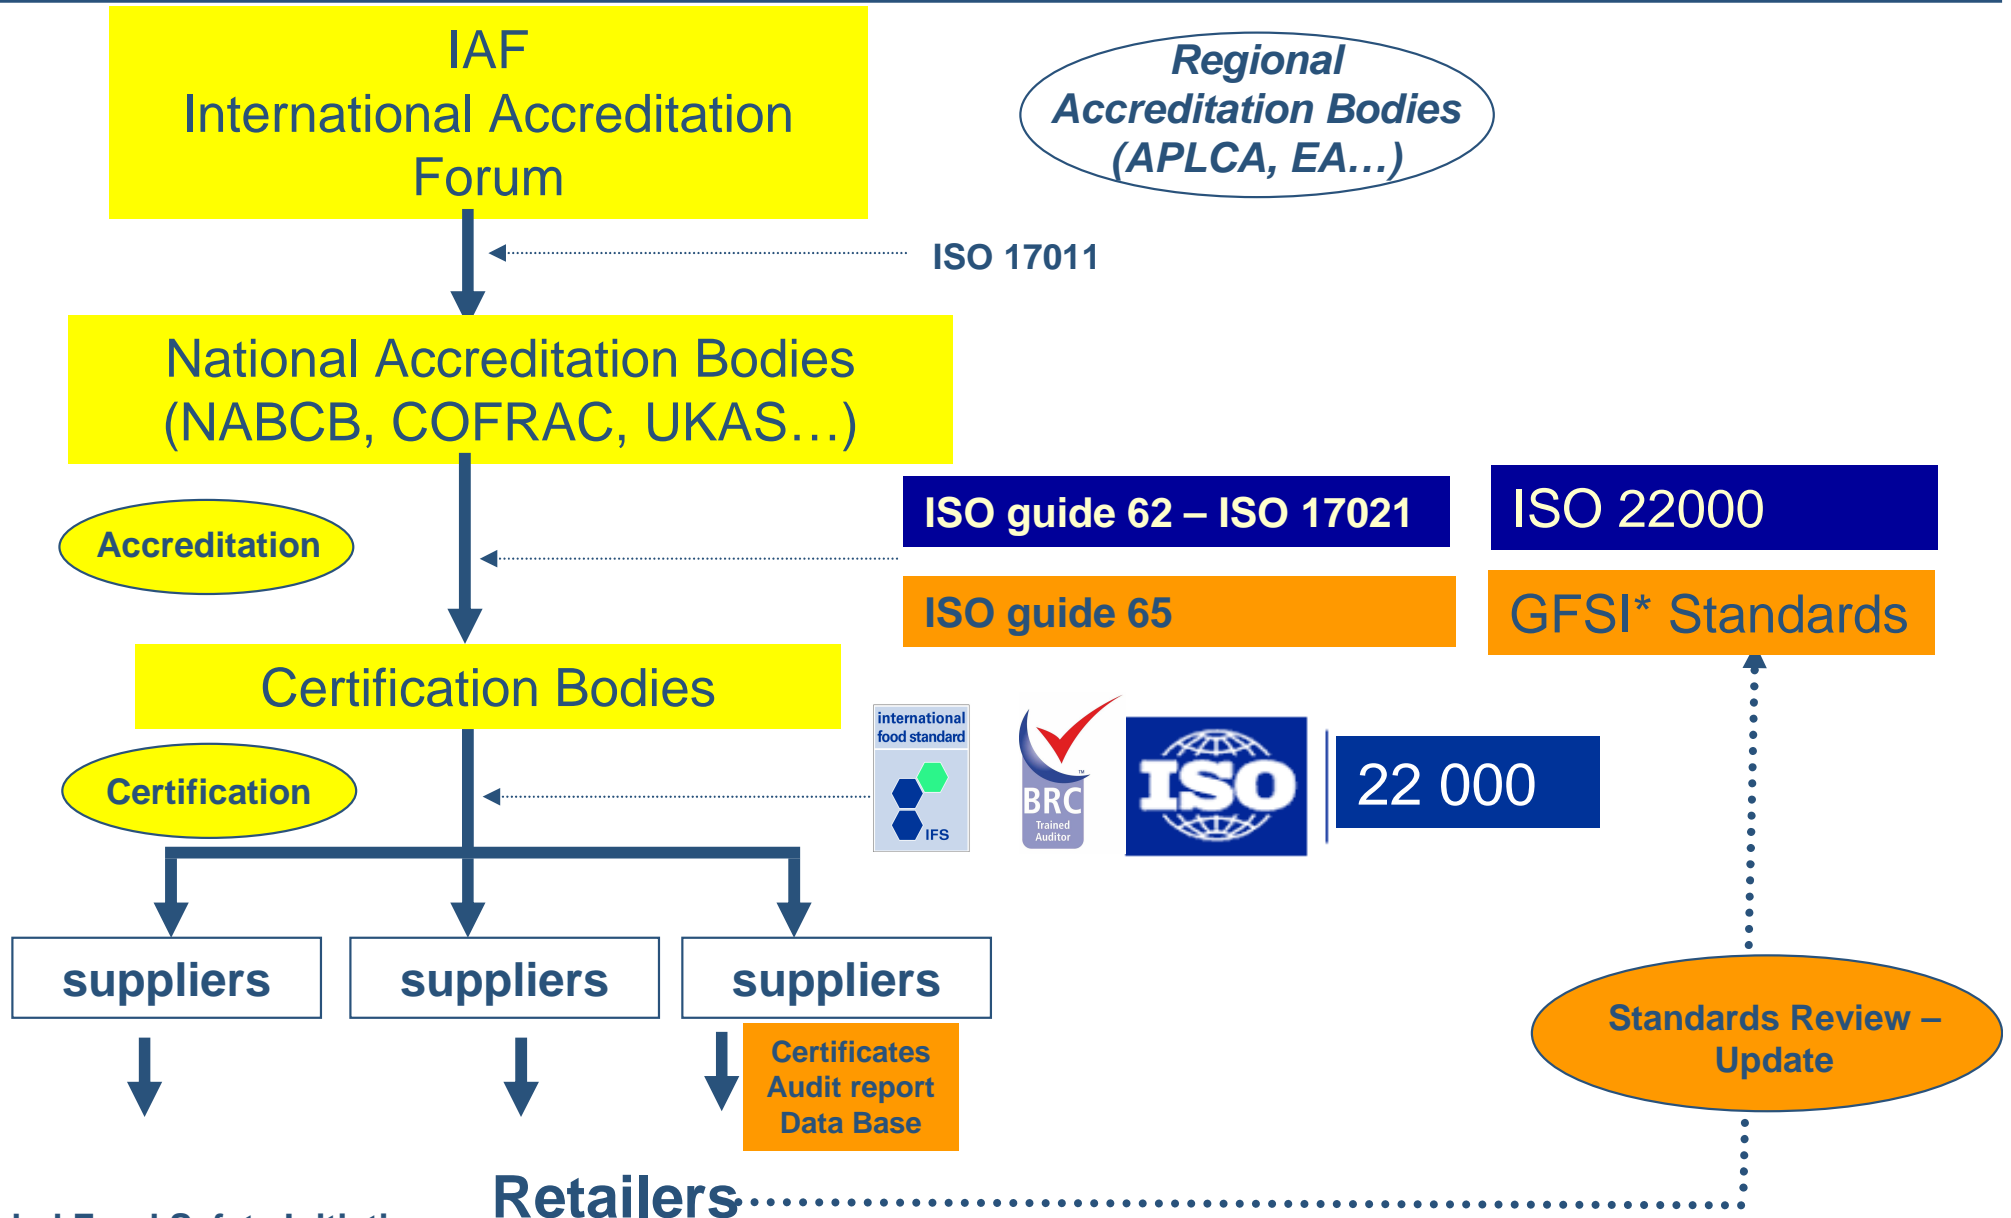 IAF
International Accreditation
Forum
Regional
Accreditation Bodies
(APLCA, EA…)
ISO 17011
National Accreditation Bodies
(NABCB, COFRAC, UKAS…)
Accreditation
ISO guide 62 – ISO 17021
ISO 22000
ISO guide 65
GFSI* Standards
Certification Bodies
international
food standard
IFS
BRC
Trained
Auditor
ISO
22 000
Certification
suppliers
suppliers
suppliers
Certificates
Audit report
Data Base
Standards Review –
Update
Retailers
Food Safety